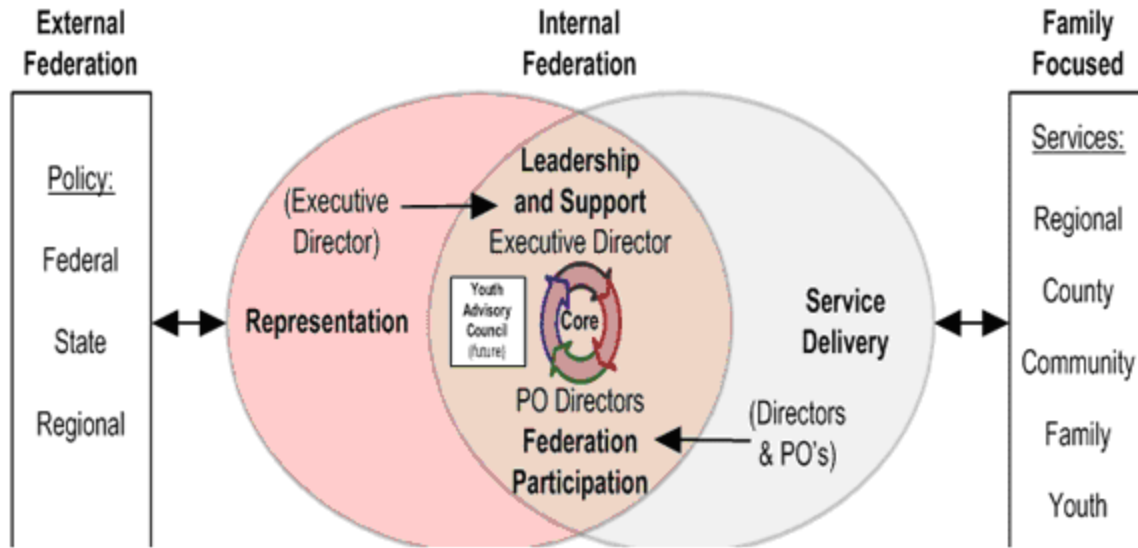 External
Federation
Policy:
Federal
State
Regional
Internal
Federation
(Executive
Director)
Representation
Leadership
and Support
Executive Director
Youth
Advisory
Council
(future)
Core
PO Directors
Federation
Participation
Service
Delivery
(Directors
& PO's)
Family
Focused
Services:
Regional
County
Community
Family
Youth